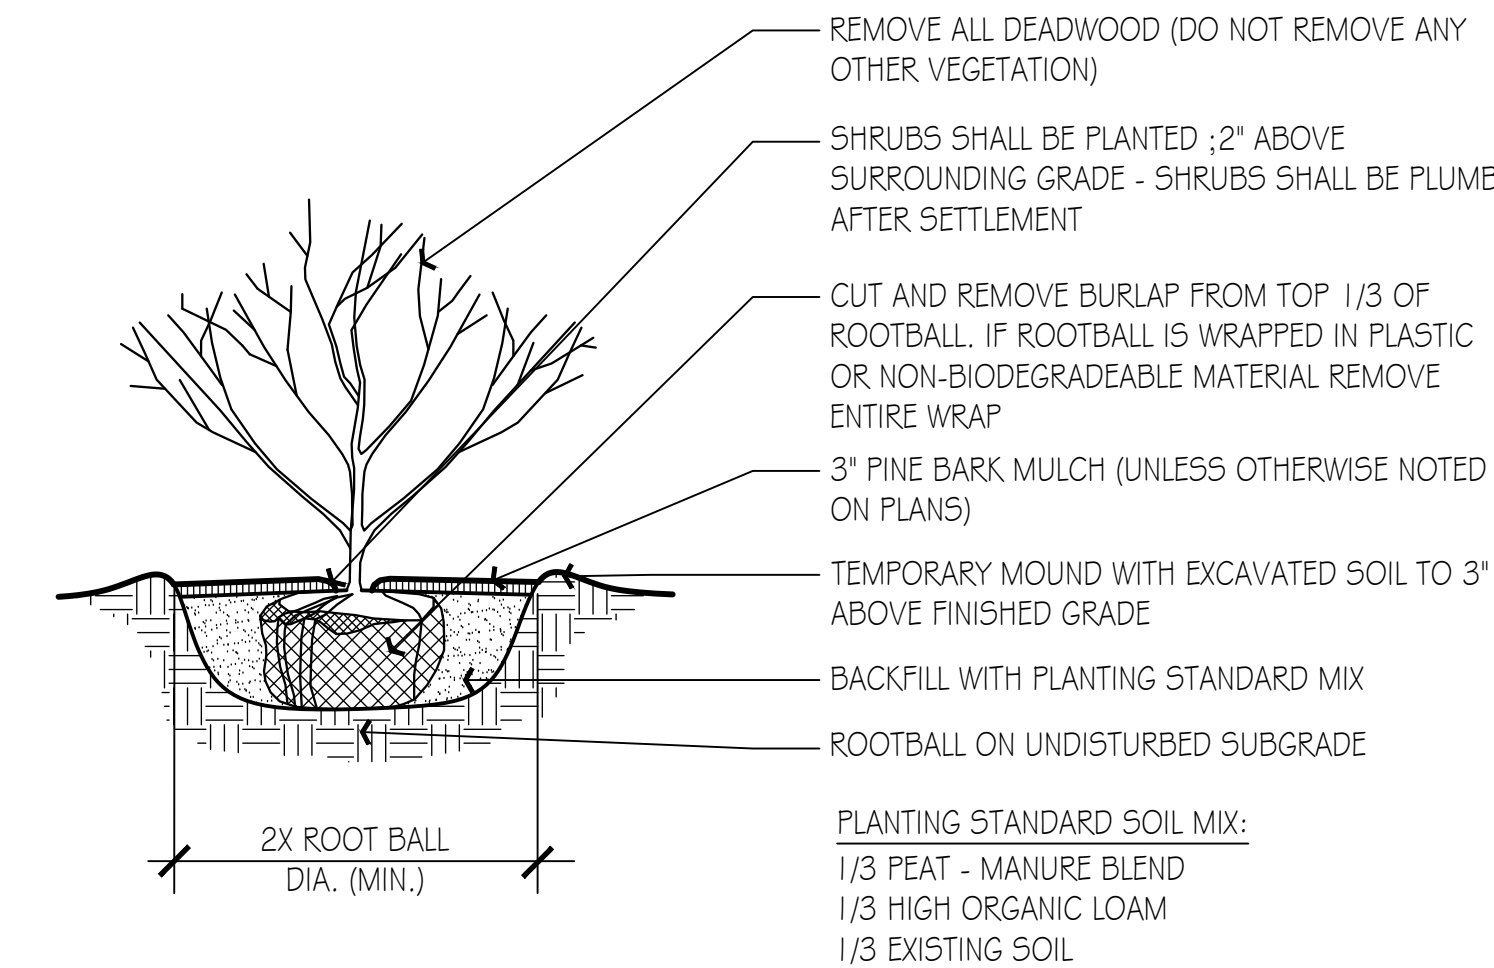 REMOVE ALL DEADWOOD (DO NOT REMOVE ANY
OTHER VEGETATION)
SHRUBS SHALL BE PLANTED ;2" ABOVE
SURROUNDING GRADE - SHRUBS SHALL BE PLUMB
AFTER SETTLEMENT
CUT AND REMOVE BURLAP FROM TOP 1/3 OF
ROOTBALL. IF ROOTBALL IS WRAPPED IN PLASTIC
OR NON-BIODEGRADEABLE MATERIAL REMOVE
ENTIRE WRAP
3" PINE BARK MULCH (UNLESS OTHERWISE NOTED
ON PLANS)
TEMPORARY MOUND WITH EXCAVATED SOIL TO 3"
ABOVE FINISHED GRADE
BACKFILL WITH PLANTING STANDARD MIX
ROOTBALL ON UNDISTURBED SUBGRADE
2X ROOT BALL
DIA. (MIN.)
PLANTING STANDARD SOIL MIX:
1/3 PEAT - MANURE BLEND
1/3 HIGH ORGANIC LOAM
1/3 EXISTING SOIL